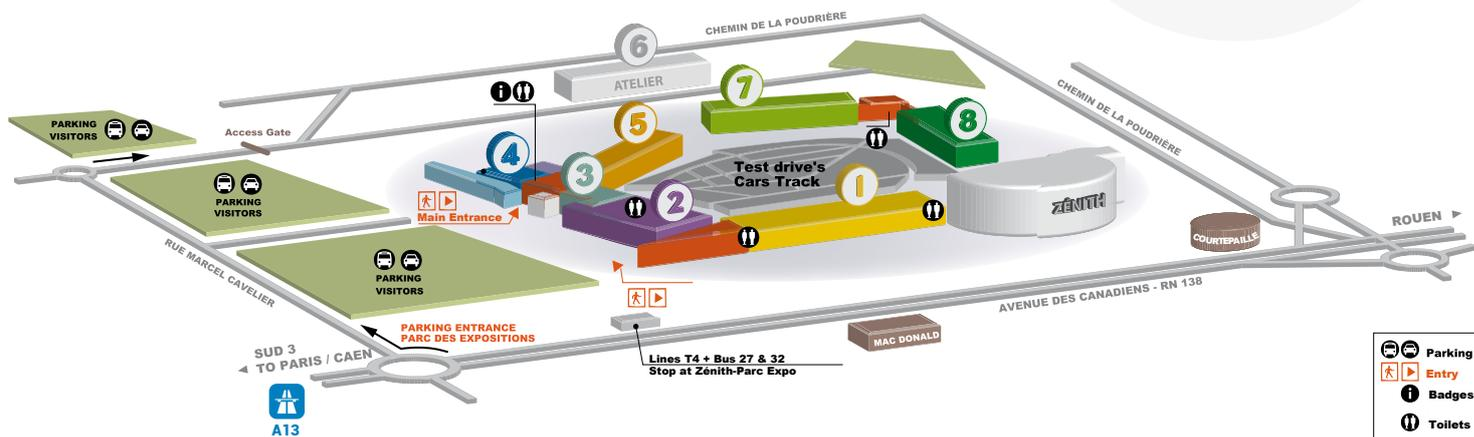 CHEMIN DE LA POUDRIÈRE
6
ATELIER
7
CHEMIN DE LA POUDRIÈRE
PARKING
VISITORS
Access Gate
i
5
8
4
3
Test drive's
Cars Track
1
2
ZÉNITH
PARKING
VISITORS
Main Entrance
COURTEPAILLE
ROUEN
RUE MARCEL CAVELIER
PARKING
VISITORS
AVENUE DES CANADIENS - RN 138
PARKING ENTRANCE
PARC DES EXPOSITIONS
MAC DONALD
SUD 3
TO PARIS / CAEN
Lines T4 + Bus 27 & 32
Stop at Zénith-Parc Expo
A13
Parking
Entry
i Badges
Toilets